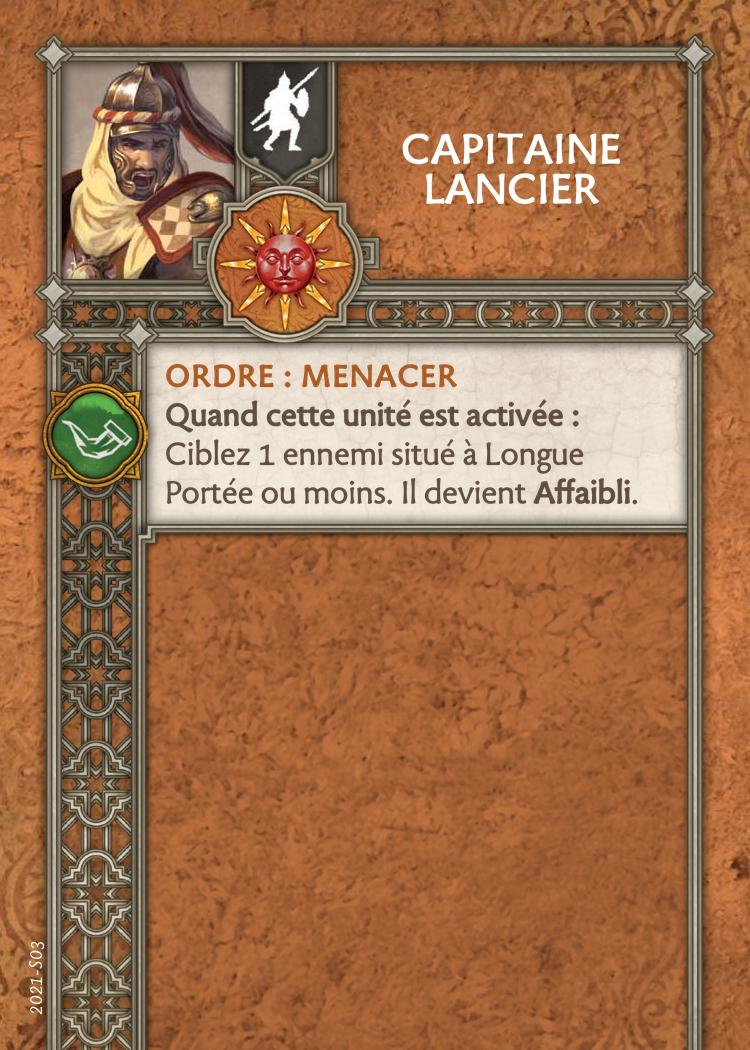 CAPITAINE
LANCIER
ORDRE : MENACER
Quand cette unité est activée :
Ciblez 1 ennemi situé à Longue
Portée ou moins. Il devient Affaibli.
2021-S03